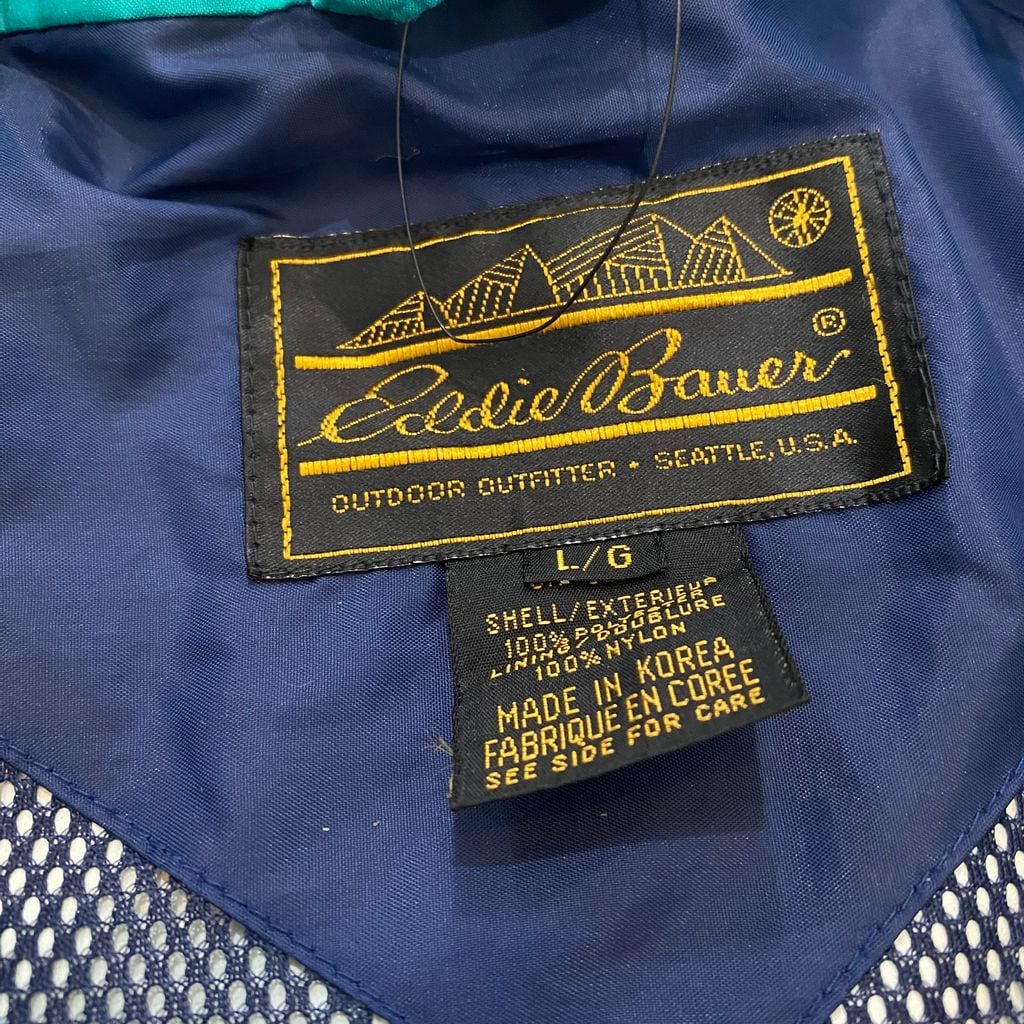 Eddie Bauer ®
OUTDOOR OUTFITTER • SEATTLE, U.S.A.
L/G
SHELL/EXTERIEUR
100% POLYESTER
LINING/DOUBLURE
100% NYLON
MADE IN KOREA
FABRIQUE EN COREE
SEE SIDE FOR CARE